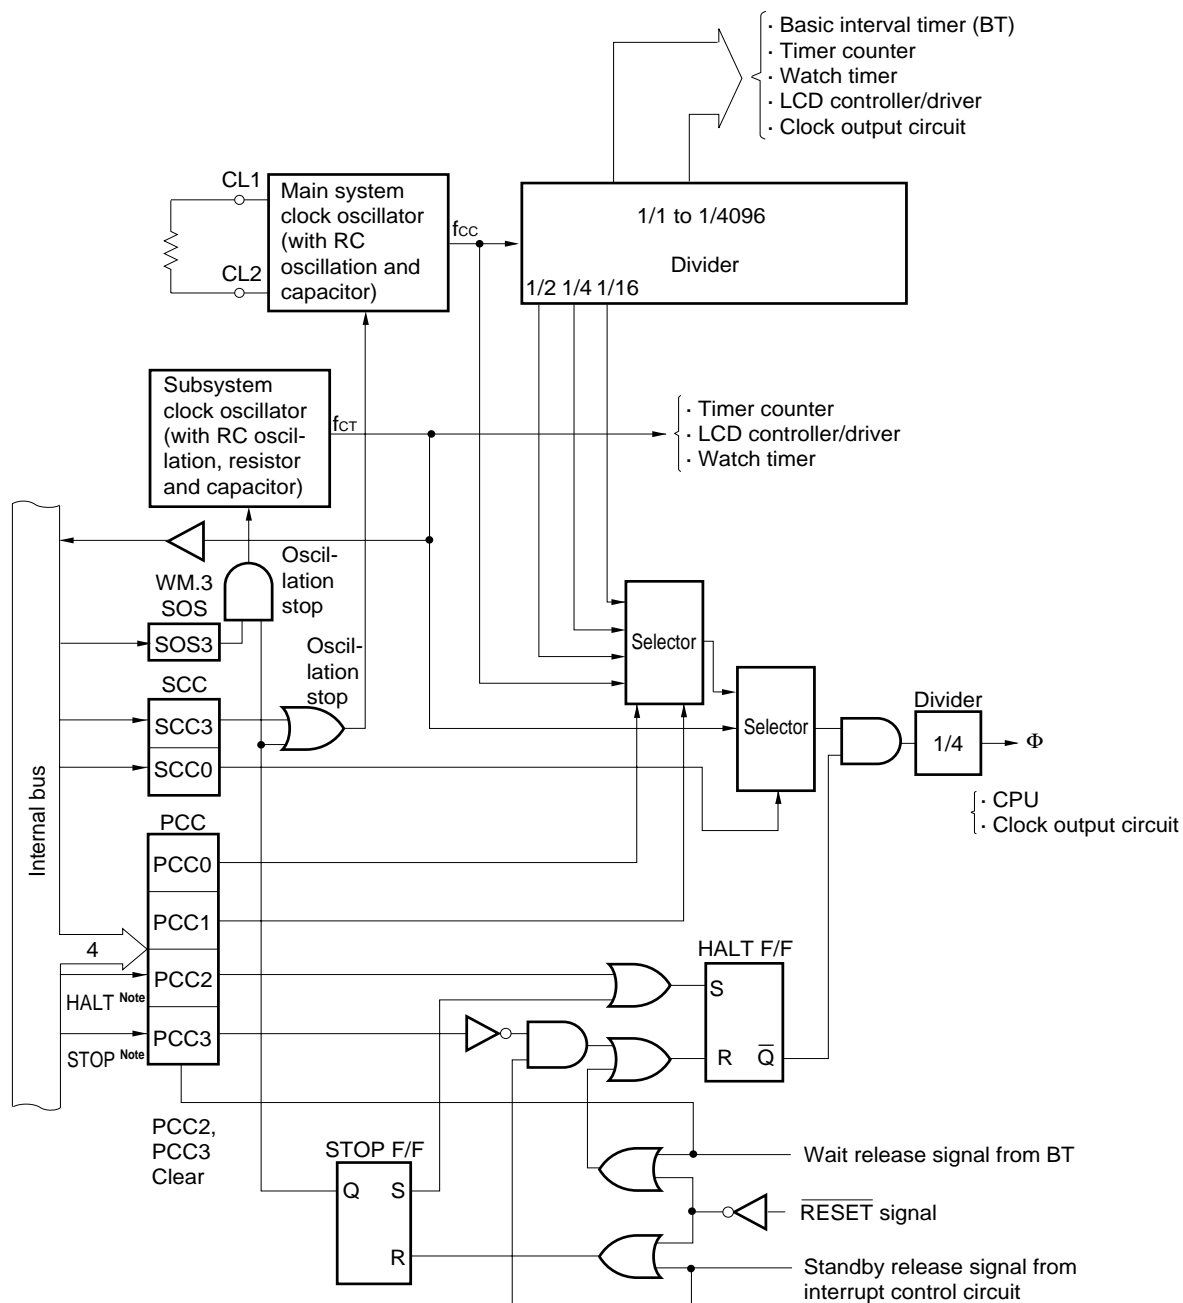 · Basic interval timer (BT)
· Timer counter
· Watch timer
· LCD controller/driver
· Clock output circuit
CL1
CL2
Main system
clock oscillator
(with RC
oscillation and
capacitor)
fCC
1/1 to 1/4096
Divider
1/2 1/4 1/16
Subsystem
clock oscillator
(with RC oscil-
lation, resistor
and capacitor)
fCT
· Timer counter
· LCD controller/driver
· Watch timer
Internal bus
WM.3
SOS
SOS3
Oscil-
lation
stop
Oscil-
lation
stop
SCC
SCC3
SCC0
Selector
Selector
Divider
1/4
Φ
· CPU
· Clock output circuit
PCC
PCC0
PCC1
4
PCC2
HALT Note
PCC3
STOP Note
HALT F/F
S
R Q̅
PCC2,
PCC3
Clear
STOP F/F
Q S
R
Wait release signal from BT
R̅E̅S̅E̅T̅ signal
Standby release signal from
interrupt control circuit